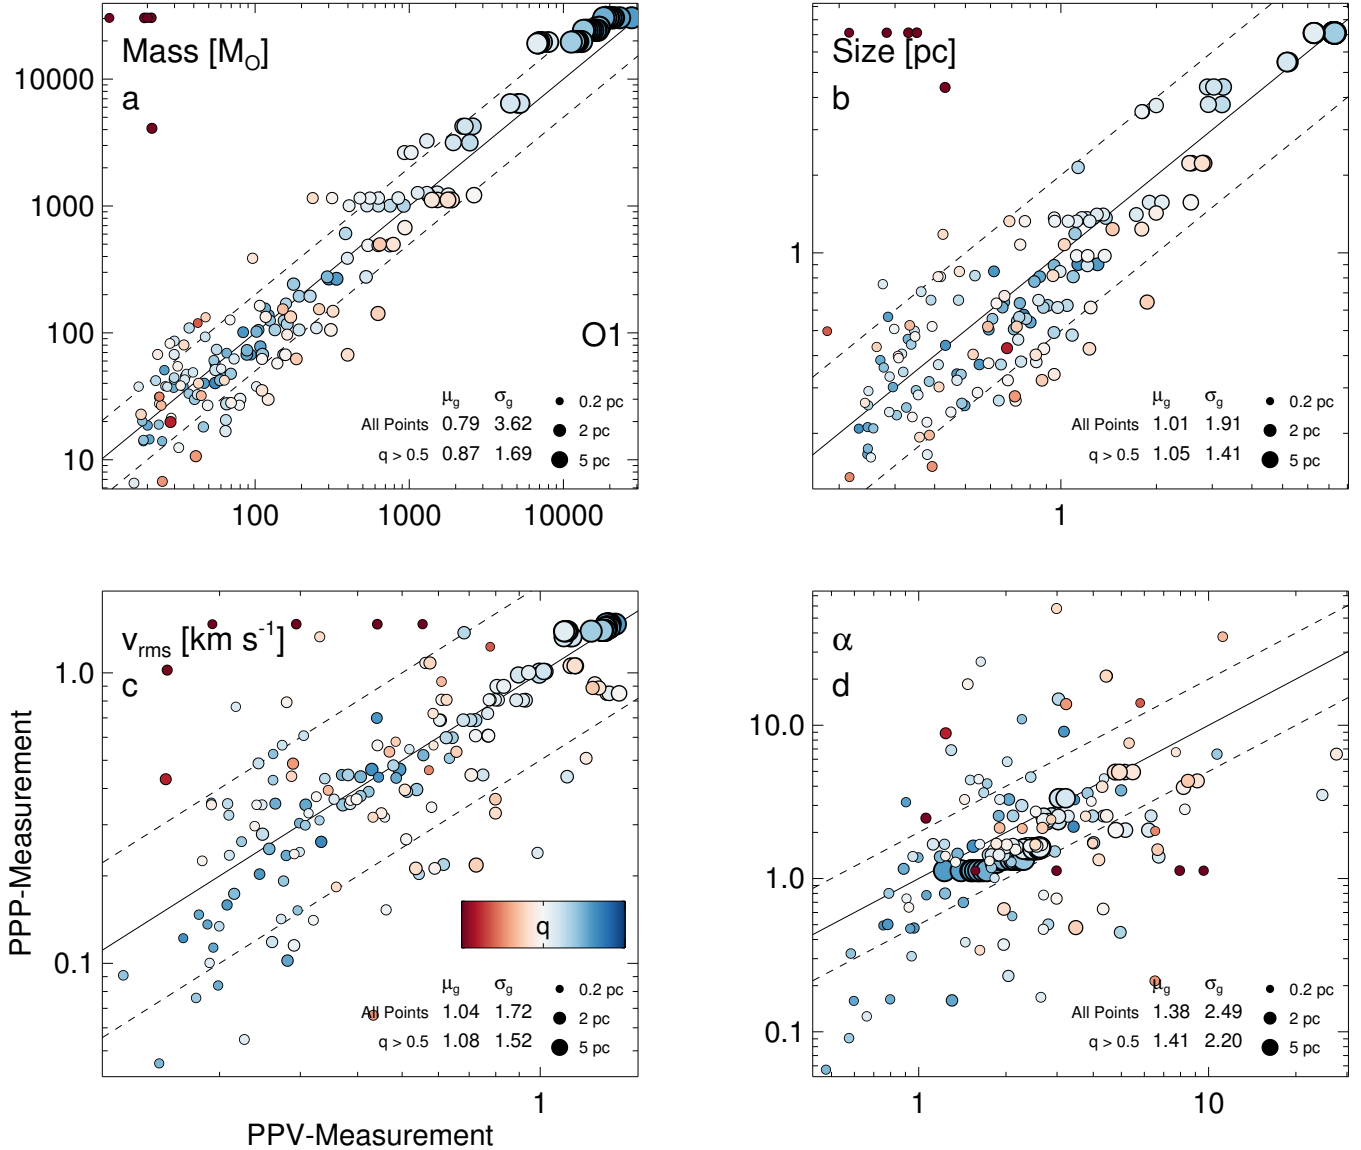 Mass [M_O]
a
O1
μg σg
All Points 0.79 3.62
q > 0.5 0.87 1.69
0.2 pc
2 pc
5 pc
10000
1000
100
10
100 1000 10000
Size [pc]
b
μg σg
All Points 1.01 1.91
q > 0.5 1.05 1.41
0.2 pc
2 pc
5 pc
1
1
v_rms [km s^-1]
c
q
μg σg
All Points 1.04 1.72
q > 0.5 1.08 1.52
0.2 pc
2 pc
5 pc
1.0
0.1
1
α
d
μg σg
All Points 1.38 2.49
q > 0.5 1.41 2.20
0.2 pc
2 pc
5 pc
10.0
1.0
0.1
1 10
PPP-Measurement
PPV-Measurement